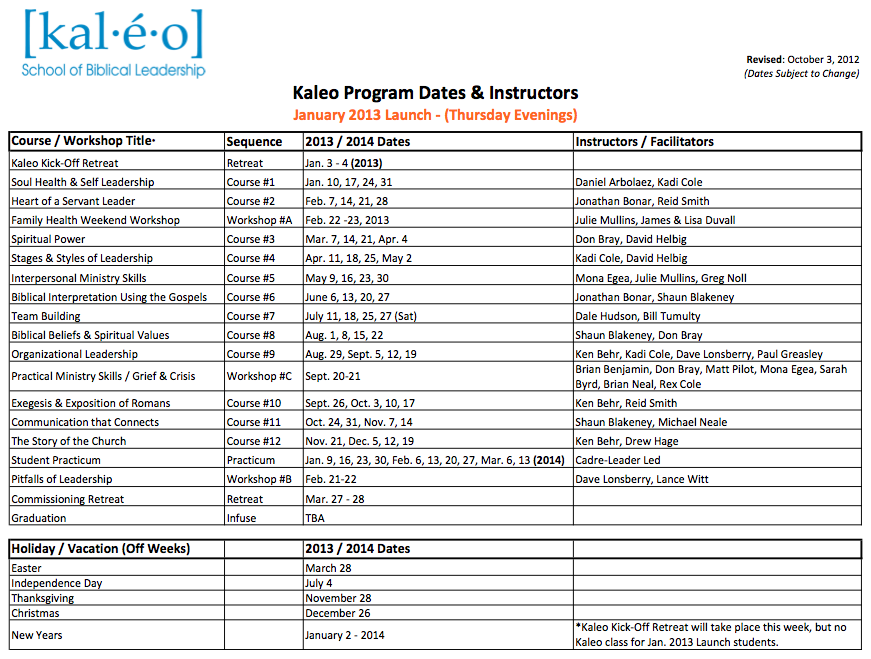 [kal·é·o]
School of Biblical Leadership
Revised: October 3, 2012
(Dates Subject to Change)
Kaleo Program Dates & Instructors
January 2013 Launch - (Thursday Evenings)
Course / Workshop Title* Sequence 2013 / 2014 Dates Instructors / Facilitators
Kaleo Kick-Off Retreat Retreat Jan. 3 - 4 (2013)
Soul Health & Self Leadership Course #1 Jan. 10, 17, 24, 31 Daniel Arbolaez, Kadi Cole
Heart of a Servant Leader Course #2 Feb. 7, 14, 21, 28 Jonathan Bonar, Reid Smith
Family Health Weekend Workshop Workshop #A Feb. 22 -23, 2013 Julie Mullins, James & Lisa Duvall
Spiritual Power Course #3 Mar. 7, 14, 21, Apr. 4 Don Bray, David Helbig
Stages & Styles of Leadership Course #4 Apr. 11, 18, 25, May 2 Kadi Cole, David Helbig
Interpersonal Ministry Skills Course #5 May 9, 16, 23, 30 Mona Egea, Julie Mullins, Greg Noll
Biblical Interpretation Using the Gospels Course #6 June 6, 13, 20, 27 Jonathan Bonar, Shaun Blakeney
Team Building Course #7 July 11, 18, 25, 27 (Sat) Dale Hudson, Bill Tumulty
Biblical Beliefs & Spiritual Values Course #8 Aug. 1, 8, 15, 22 Shaun Blakeney, Don Bray
Organizational Leadership Course #9 Aug. 29, Sept. 5, 12, 19 Ken Behr, Kadi Cole, Dave Lonsberry, Paul Greasley
Practical Ministry Skills / Grief & Crisis Workshop #C Sept. 20-21 Brian Benjamin, Don Bray, Matt Pilot, Mona Egea, Sarah
Byrd, Brian Neal, Rex Cole
Exegesis & Exposition of Romans Course #10 Sept. 26, Oct. 3, 10, 17 Ken Behr, Reid Smith
Communication that Connects Course #11 Oct. 24, 31, Nov. 7, 14 Shaun Blakeney, Michael Neale
The Story of the Church Course #12 Nov. 21, Dec. 5, 12, 19 Ken Behr, Drew Hage
Student Practicum Practicum Jan. 9, 16, 23, 30, Feb. 6, 13, 20, 27, Mar. 6, 13 (2014) Cadre-Leader Led
Pitfalls of Leadership Workshop #B Feb. 21-22 Dave Lonsberry, Lance Witt
Commissioning Retreat Retreat Mar. 27 - 28
Graduation Infuse TBA
Holiday / Vacation (Off Weeks) 2013 / 2014 Dates
Easter March 28
Independence Day July 4
Thanksgiving November 28
Christmas December 26
New Years January 2 - 2014 *Kaleo Kick-Off Retreat will take place this week, but no
Kaleo class for Jan. 2013 Launch students.